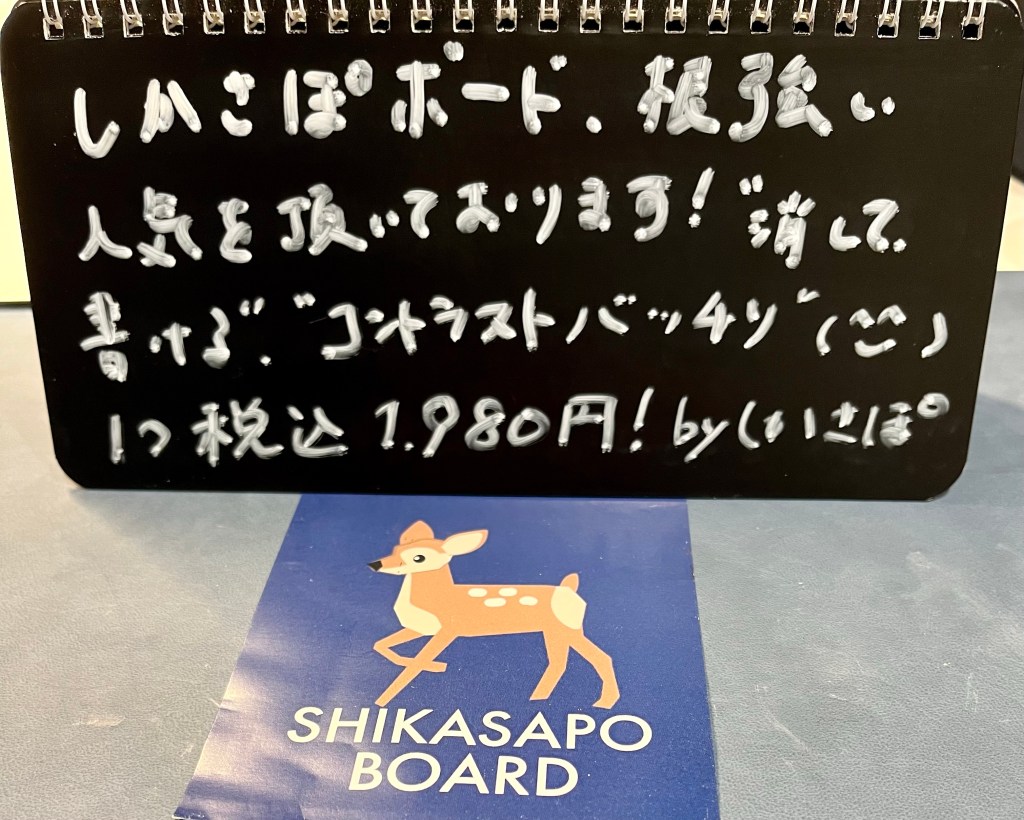 しかさぽボード、根強い
人気を頂いております！"消して
書ける"、"コントラストバッチリ"(^^)
1つ税込1,980円！byしかさぽ
SHIKASAPO
BOARD